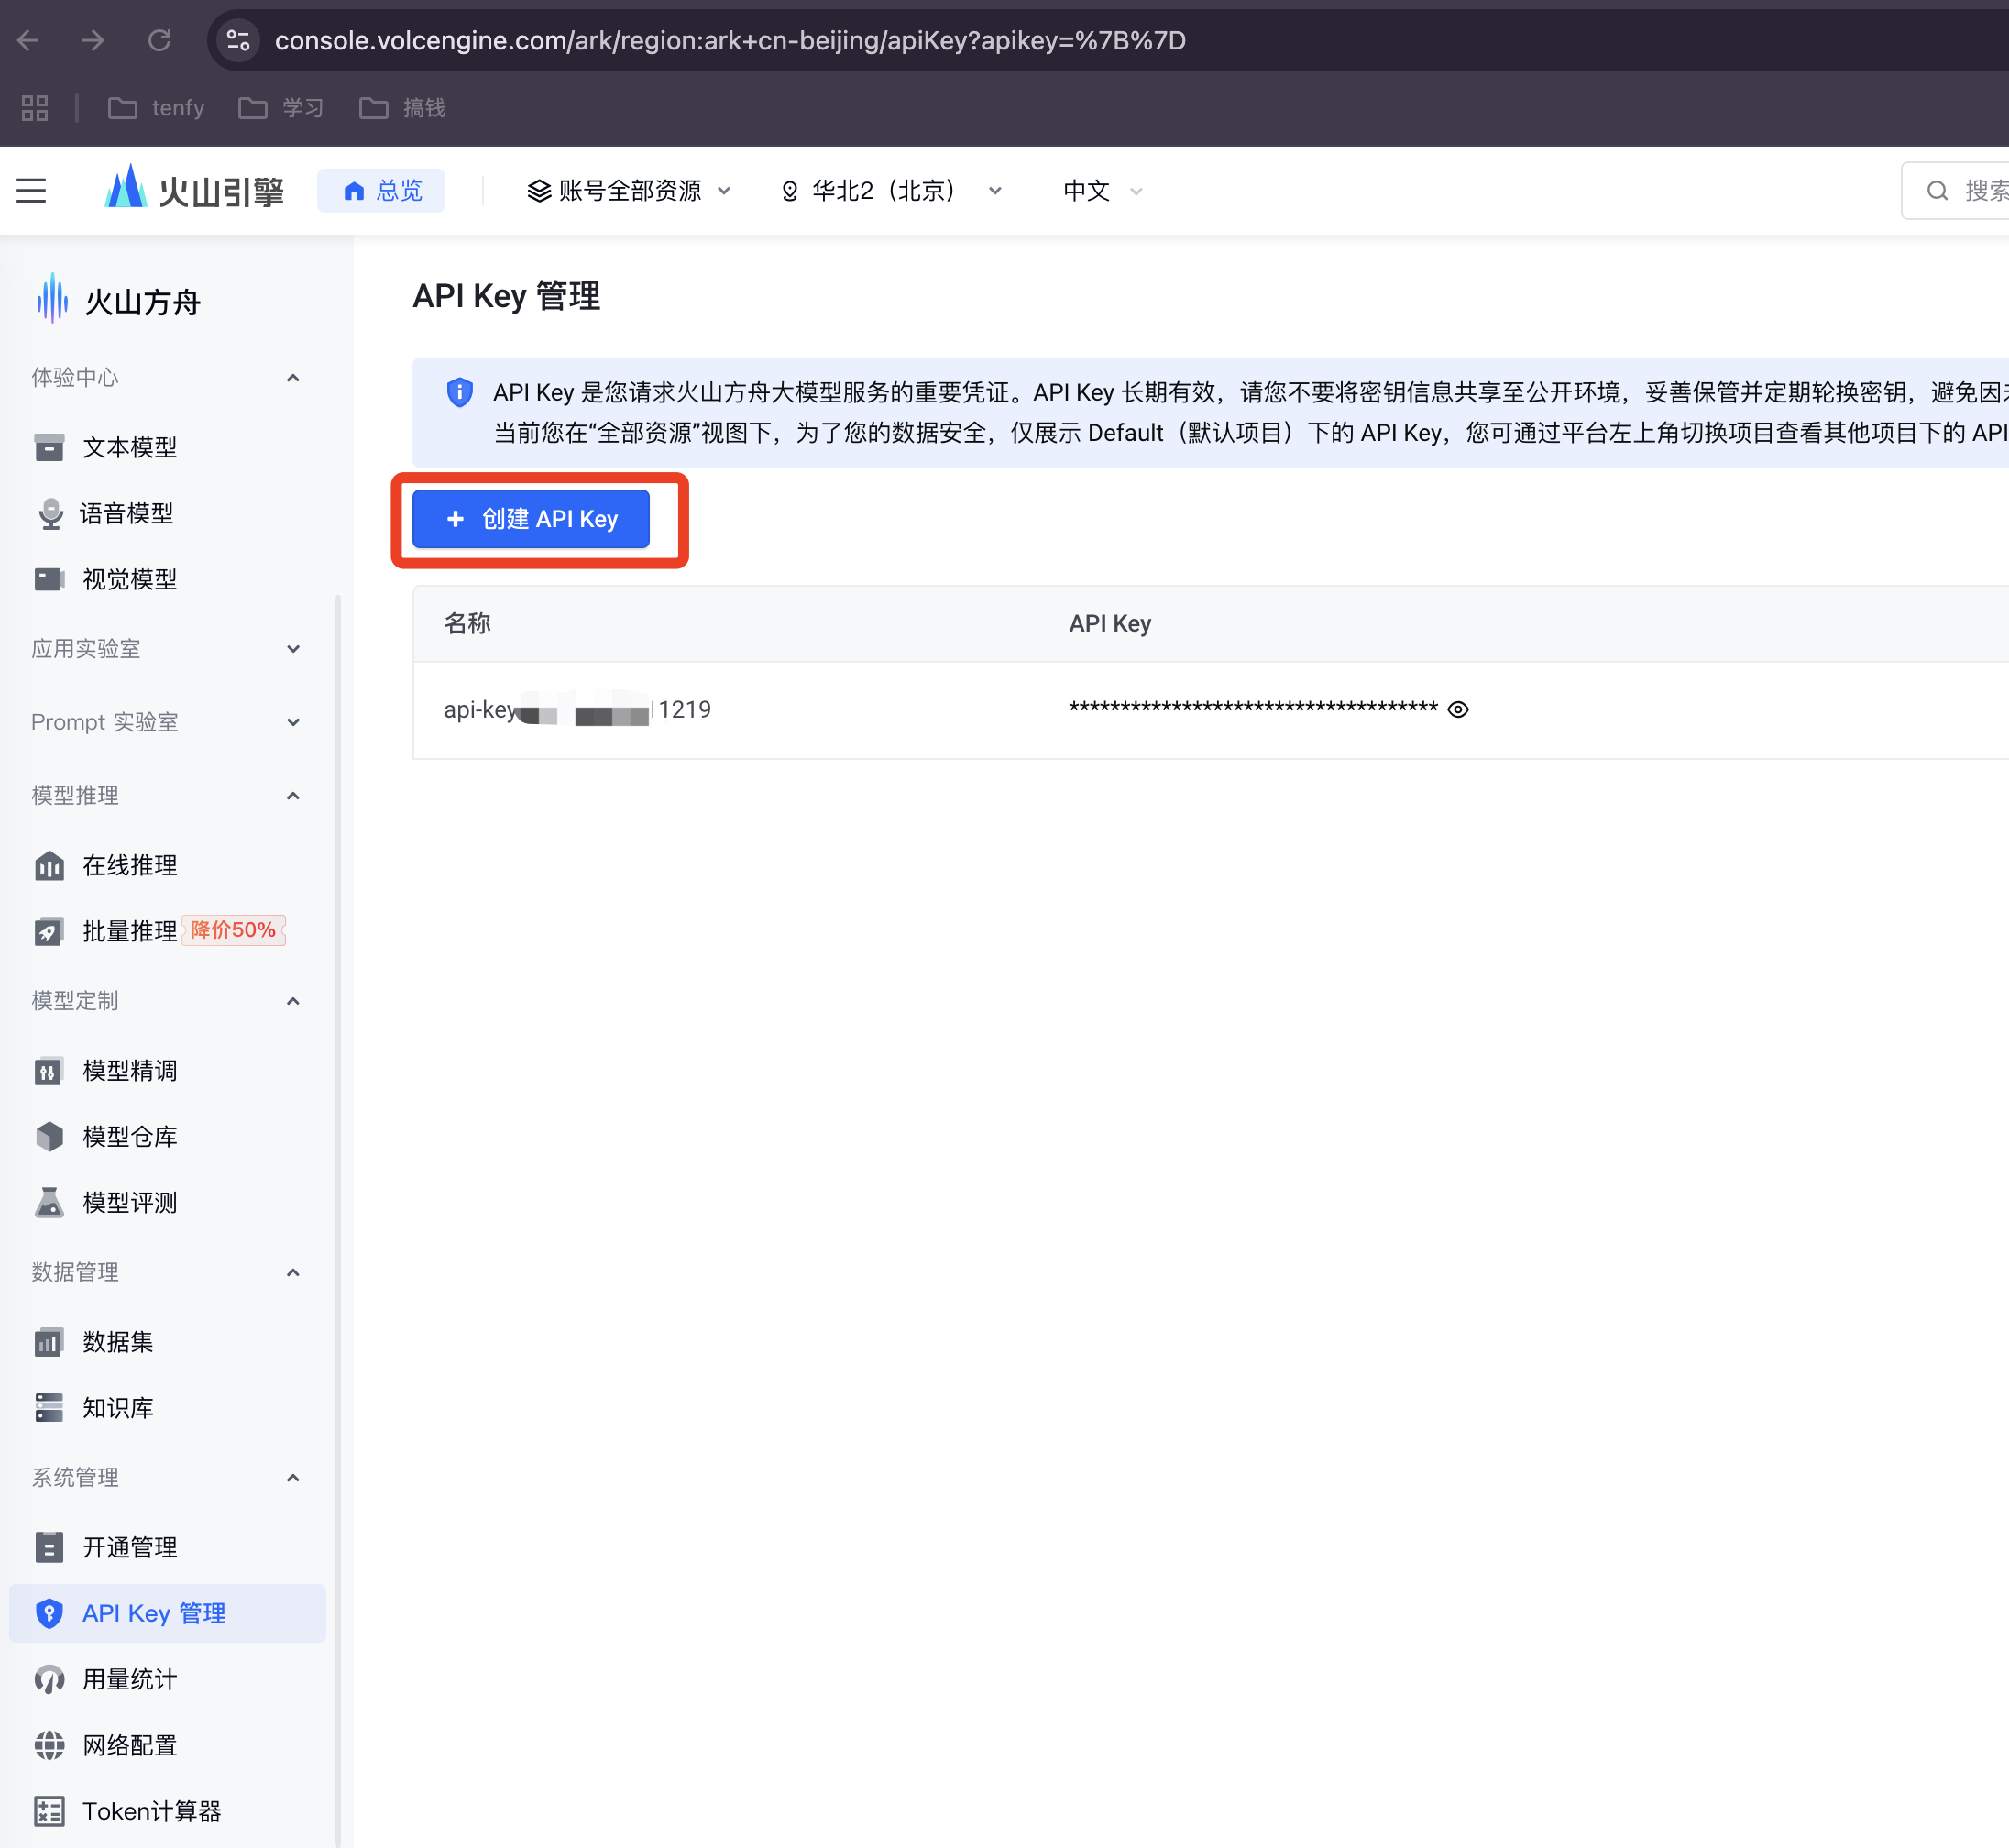 console.volcengine.com/ark/region:ark+cn-beijing/apiKey?apikey=%7B%7D
tenfy 学习 搞钱
火山引擎 总览 账号全部资源 华北2（北京） 中文 搜索
火山方舟
体验中心
文本模型
语音模型
视觉模型
应用实验室
Prompt 实验室
模型推理
在线推理
批量推理 降价50%
模型定制
模型精调
模型仓库
模型评测
数据管理
数据集
知识库
系统管理
开通管理
API Key 管理
用量统计
网络配置
Token计算器
API Key 管理
API Key 是您请求火山方舟大模型服务的重要凭证。API Key 长期有效，请您不要将密钥信息共享至公开环境，妥善保管并定期轮换密钥，避免因
当前您在“全部资源”视图下，为了您的数据安全，仅展示 Default（默认项目）下的 API Key，您可通过平台左上角切换项目查看其他项目下的 API
+ 创建 API Key
名称 API Key
api-key 1219 ************************************